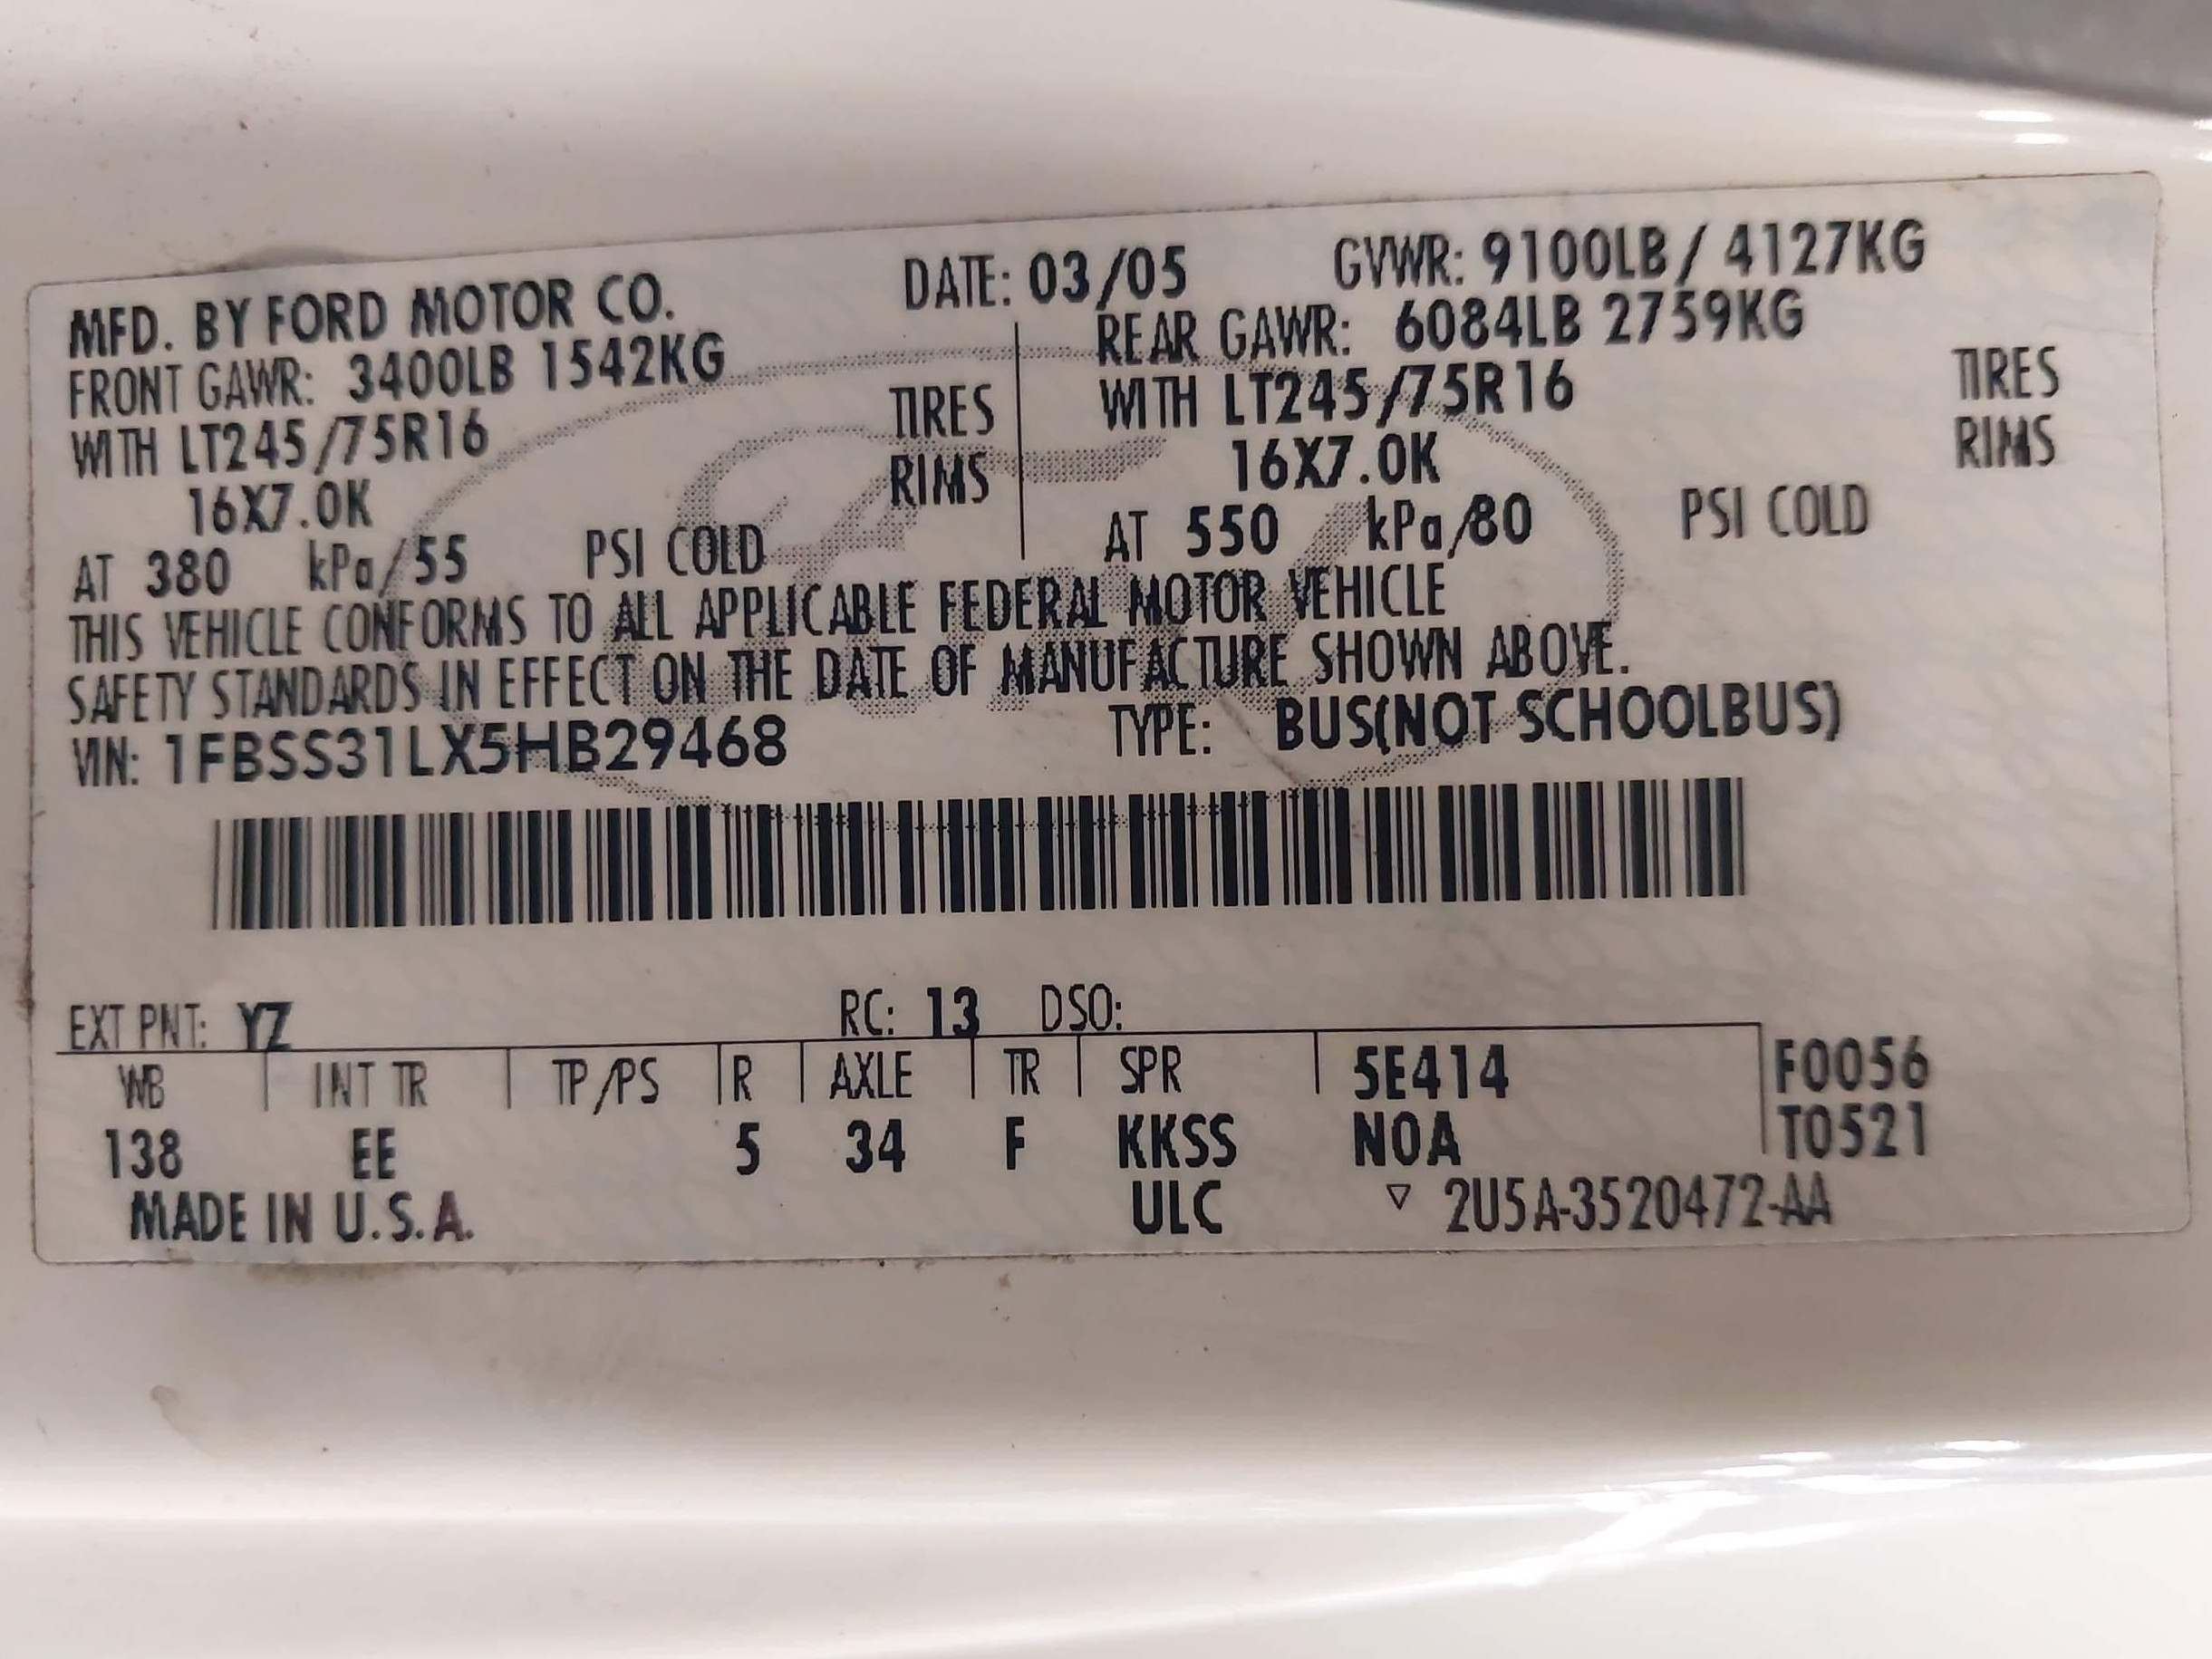 MFD. BY FORD MOTOR CO. DATE: 03/05 GVWR: 9100LB / 4127KG
FRONT GAWR: 3400LB 1542KG REAR GAWR: 6084LB 2759KG
WITH LT245/75R16 TIRES WITH LT245/75R16 TIRES
16X7.0K RIMS 16X7.0K RIMS
AT 380 kPa/55 PSI COLD AT 550 kPa/80 PSI COLD
THIS VEHICLE CONFORMS TO ALL APPLICABLE FEDERAL MOTOR VEHICLE
SAFETY STANDARDS IN EFFECT ON THE DATE OF MANUFACTURE SHOWN ABOVE.
VIN: 1FBSS31LX5HB29468 TYPE: BUS(NOT SCHOOLBUS)
EXT PNT: YZ RC: 13 DSO:
WB INT TR TP/PS R AXLE TR SPR 5E414 F0056
138 EE 5 34 F KKSS NOA T0521
MADE IN U.S.A. ULC ▽ 2U5A-3520472-AA